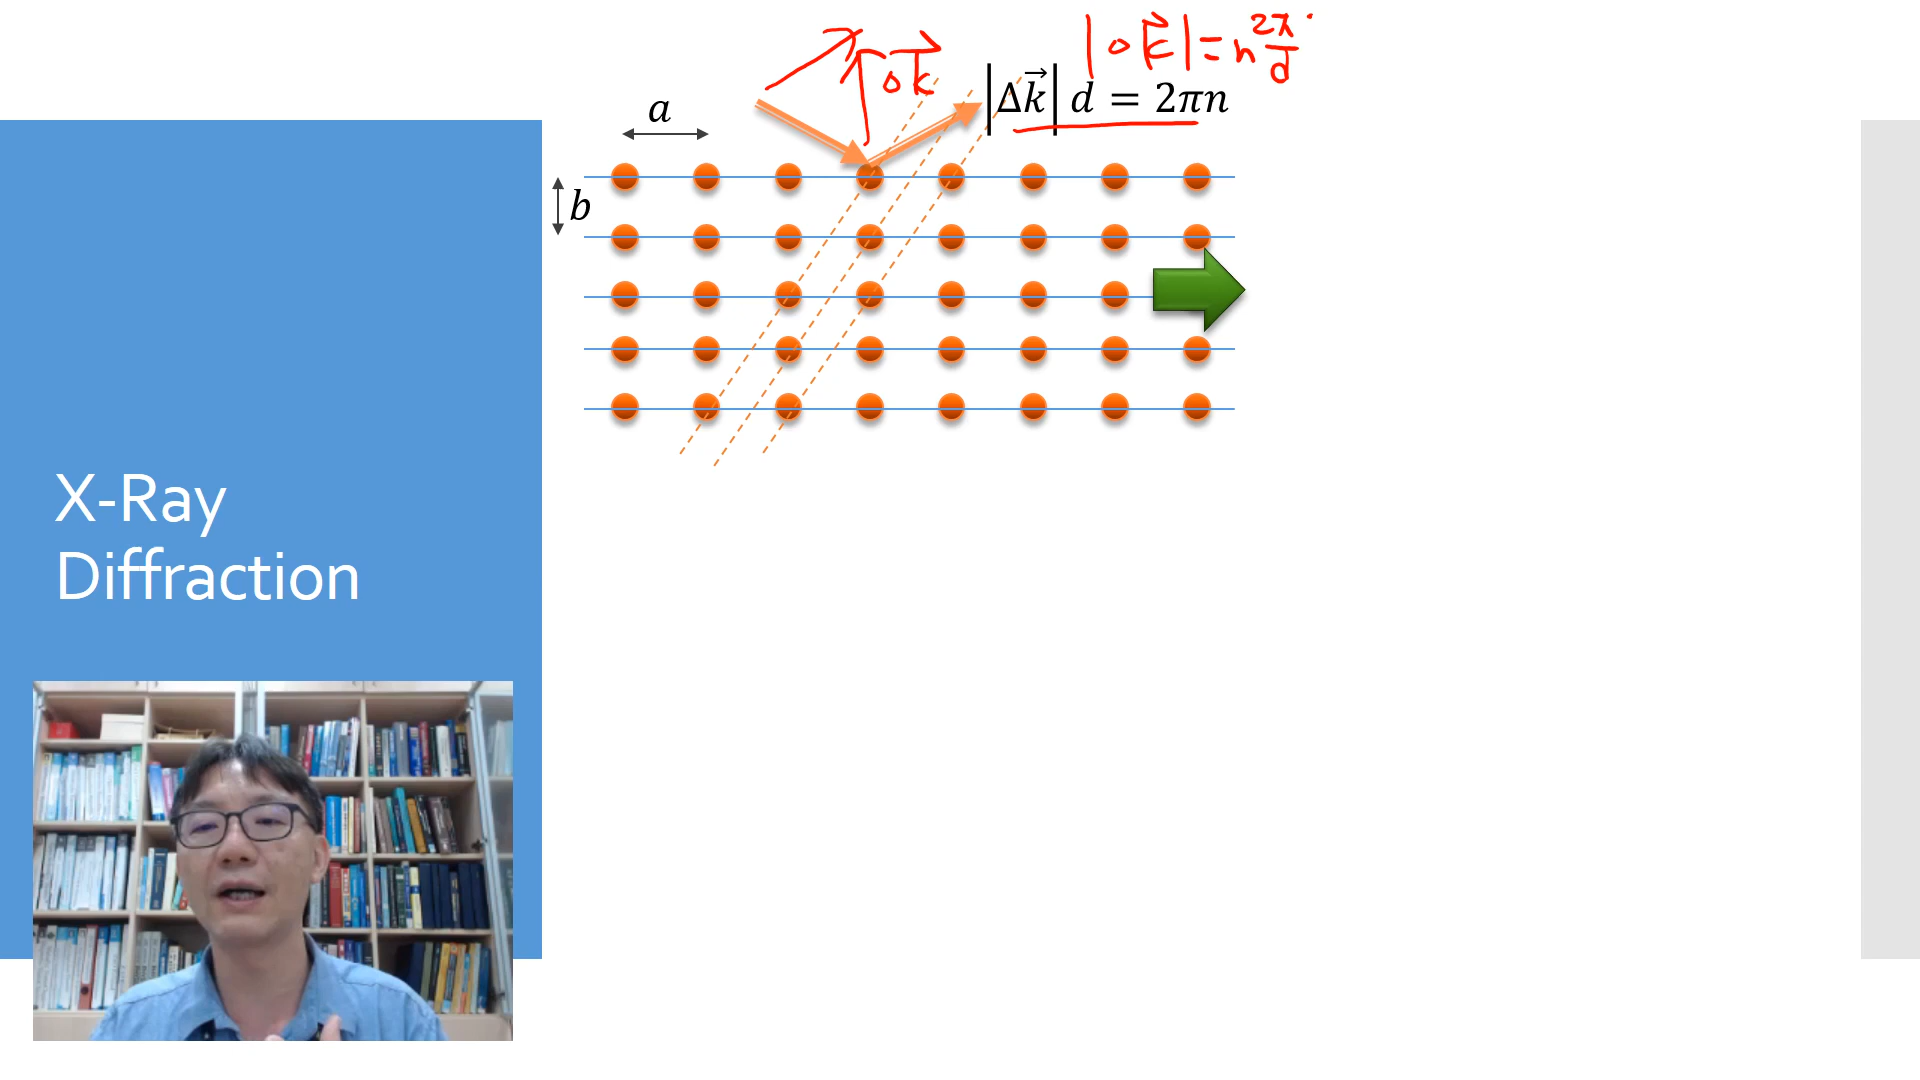 |Δk⃗| = n 2π/d
Δk⃗
|Δk⃗| d = 2πn
a
b
X-Ray
Diffraction